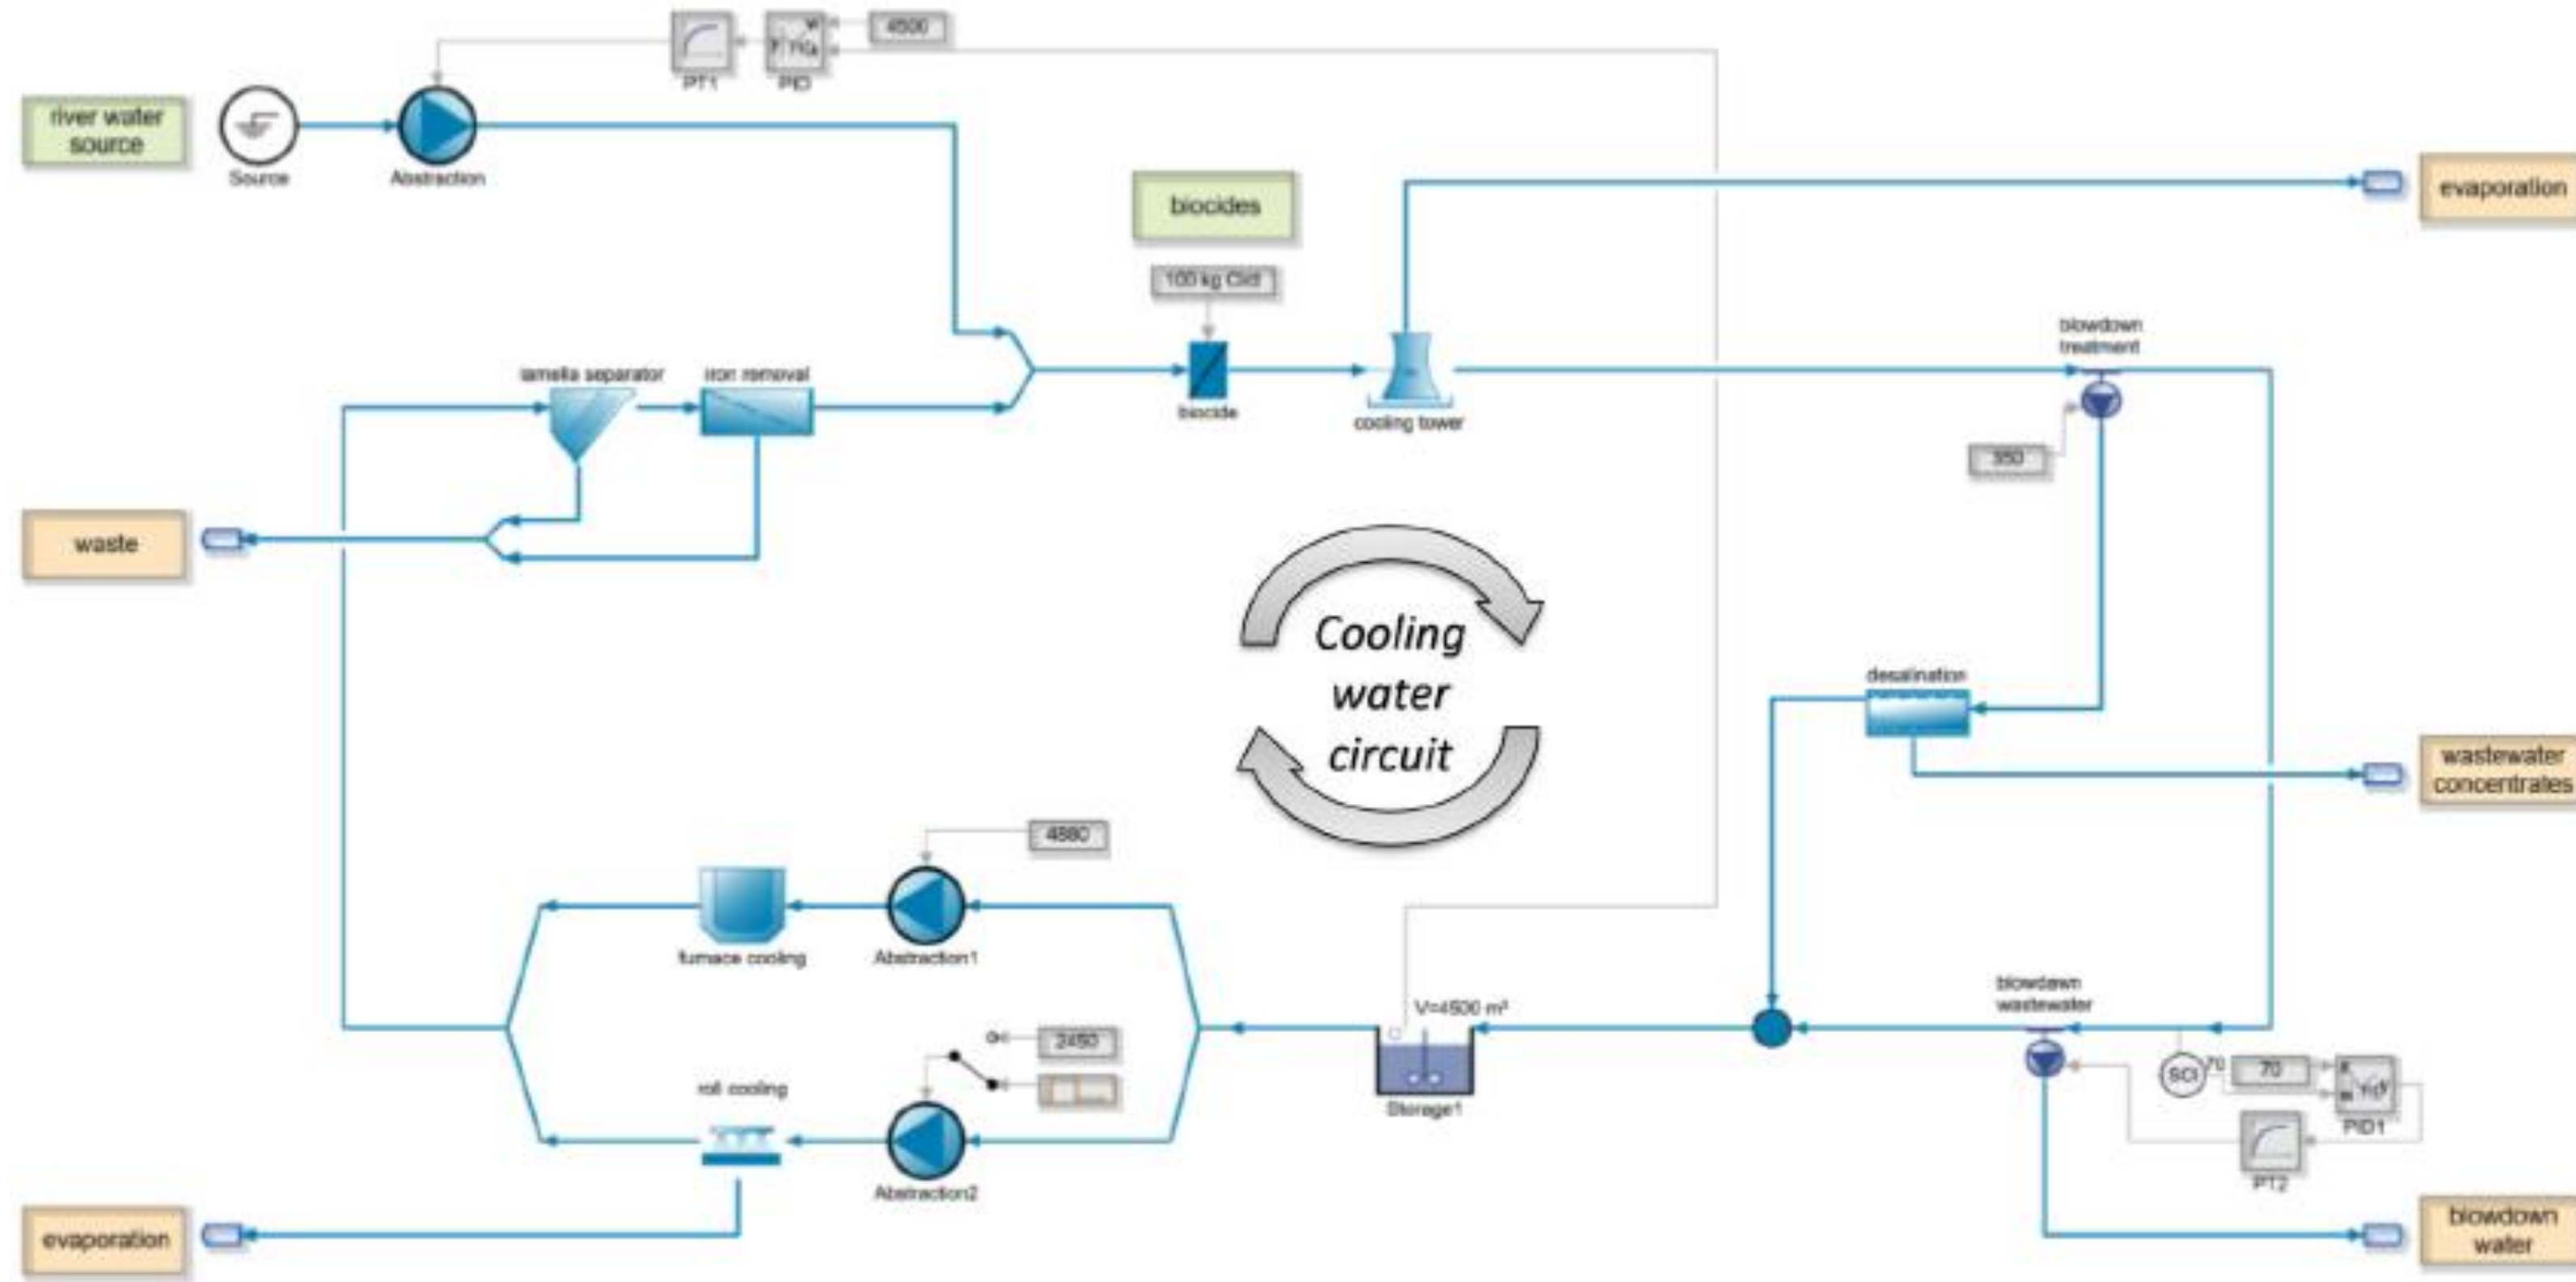 4500
PT1
PID
river water
source
Source
Abstraction
biocides
evaporation
100 kg
blowdown
treatment
lamella separator
iron removal
biocide
cooling tower
350
waste
Cooling
water
circuit
desalination
wastewater
concentrates
furnace cooling
Abstraction1
blowdown
wastewater
V=4500 m³
2450
roll cooling
Storage1
SCI
70
70
PID1
PT2
Abstraction2
evaporation
blowdown
water